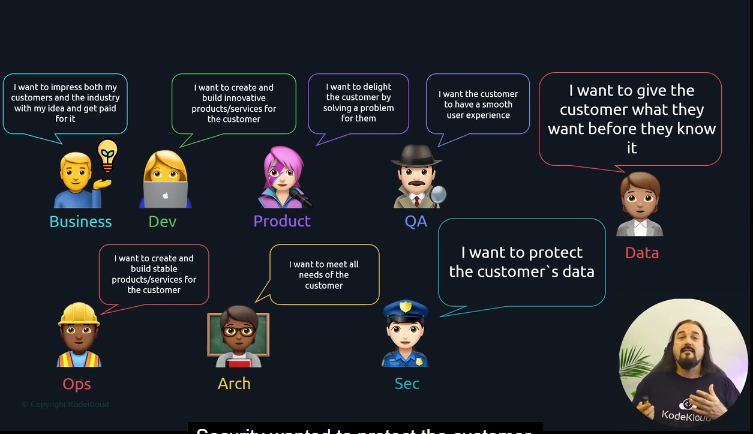 I want to impress both my
customers and the industry
with my idea and get paid
for it
I want to create and
build innovative
products/services for
the customer
I want to delight
the customer by
solving a problem
for them
I want the customer
to have a smooth
user experience
I want to give the
customer what they
want before they know
it
Business
Dev
Product
QA
Data
I want to create and
build stable
products/services for
the customer
I want to meet all
needs of the
customer
I want to protect
the customer`s data
Ops
Arch
Sec
© Copyright KodeKloud
KodeKloud
Security wanted to protect the customer